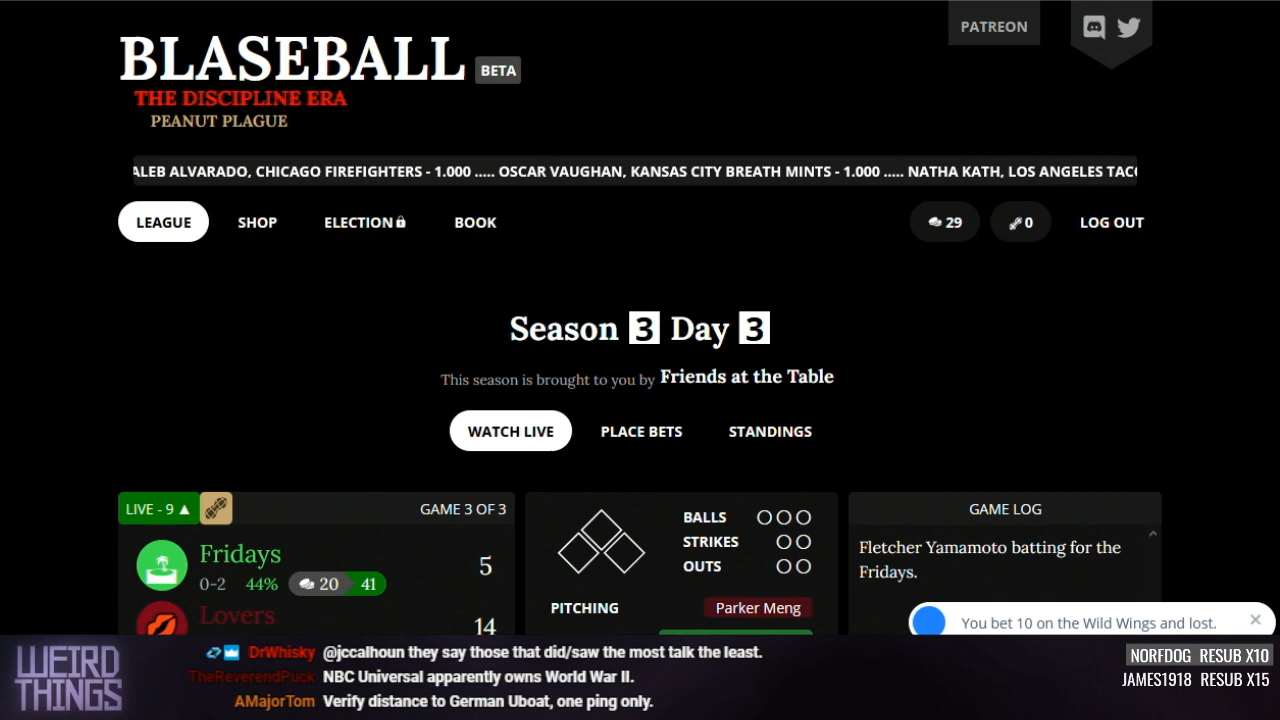 PATREON
BLASEBALL BETA
THE DISCIPLINE ERA
PEANUT PLAGUE
ALEB ALVARADO, CHICAGO FIREFIGHTERS - 1.000 ..... OSCAR VAUGHAN, KANSAS CITY BREATH MINTS - 1.000 ..... NATHA KATH, LOS ANGELES TAC
LEAGUE SHOP ELECTION BOOK 29 0 LOG OUT
Season 3 Day 3
This season is brought to you by Friends at the Table
WATCH LIVE PLACE BETS STANDINGS
LIVE - 9 ▲ GAME 3 OF 3
Fridays 5
0-2 44% 20 41
Lovers 14
BALLS
STRIKES
OUTS
PITCHING Parker Meng
GAME LOG
Fletcher Yamamoto batting for the
Fridays.
You bet 10 on the Wild Wings and lost.
WEIRD
THINGS
DrWhisky @jccalhoun they say those that did/saw the most talk the least.
TheReverendPuck NBC Universal apparently owns World War II.
AMajorTom Verify distance to German Uboat, one ping only.
NORFDOG RESUB X10
JAMES1918 RESUB X15